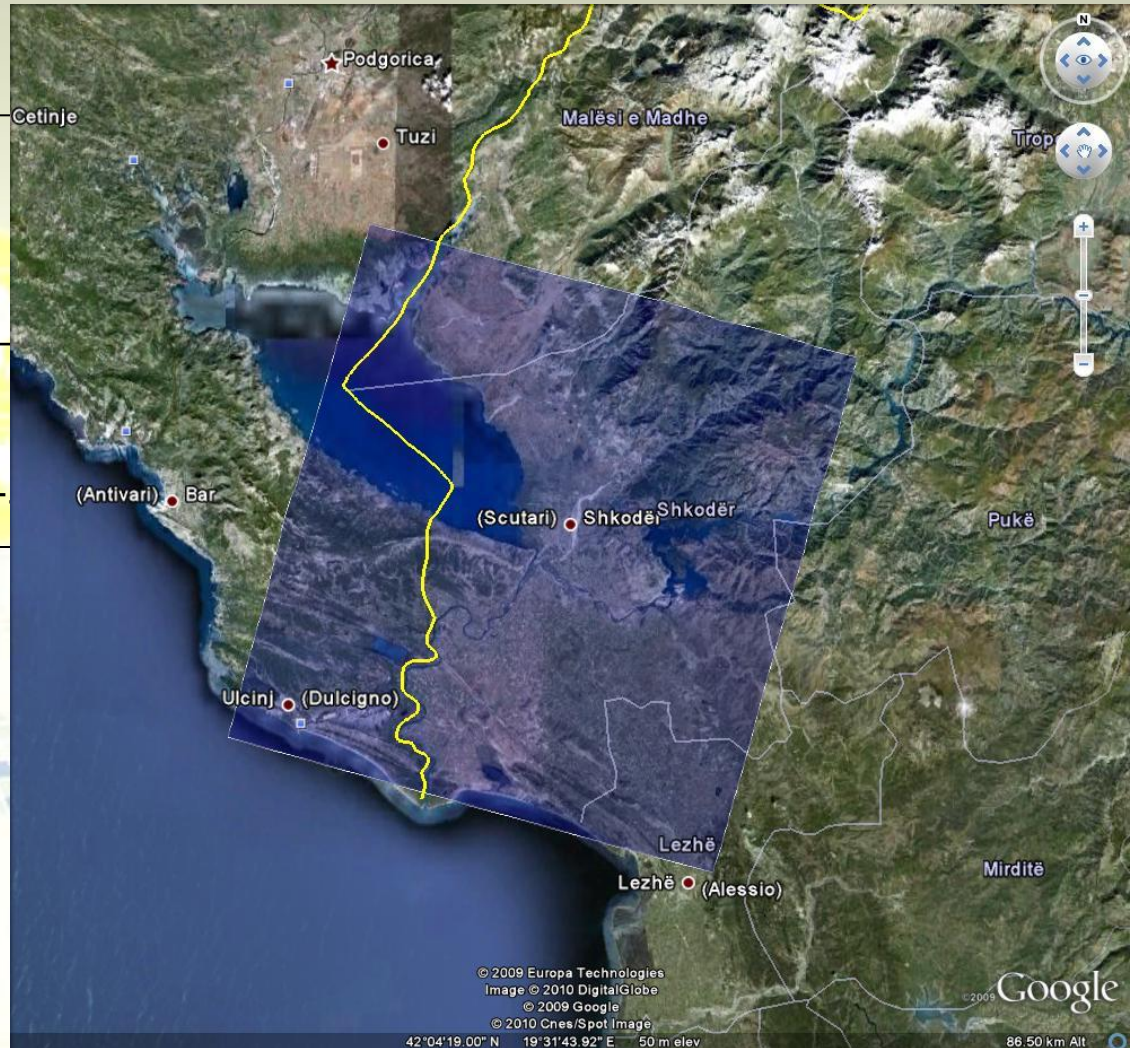 N
Podgorica
Cetinje
Malësi e Madhe
Tuzi
(Antivari) Bar
(Scutari) Shkodër
Shkodër
Pukë
Ulcinj (Dulcigno)
Lezhë
Lezhë (Alessio)
Mirditë
© 2009 Europa Technologies
Image © 2010 DigitalGlobe
© 2009 Google
© 2010 Cnes/Spot Image
©2009 Google
42°04'19.00" N 19°31'43.92" E 50 m elev
86.50 km Alt